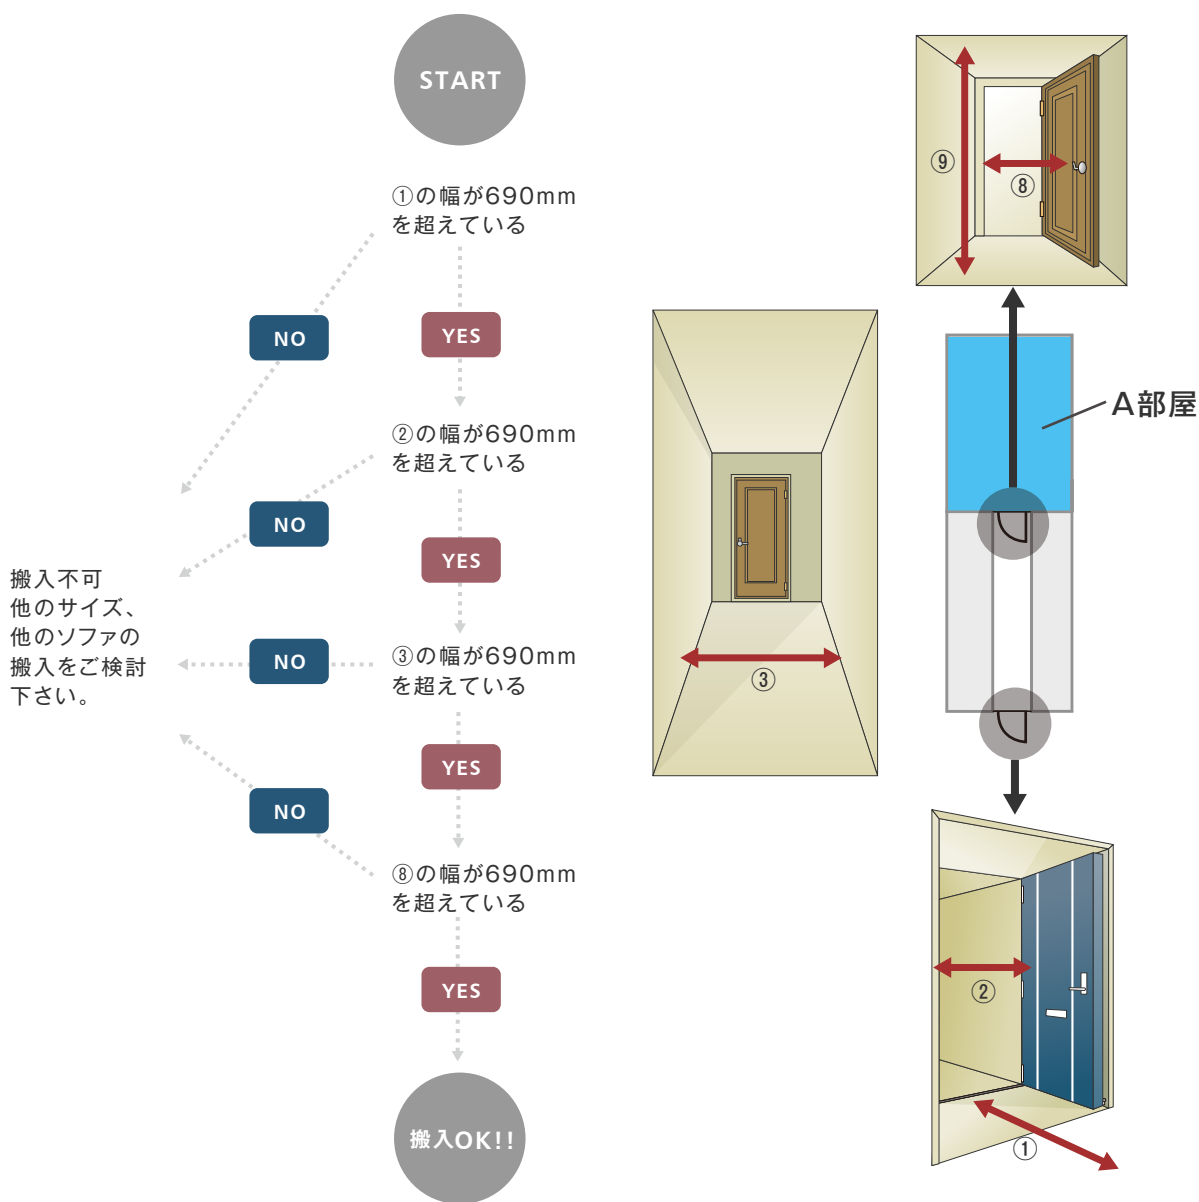 START
①の幅が690mm
を超えている
NO
YES
②の幅が690mm
を超えている
NO
YES
③の幅が690mm
を超えている
NO
YES
⑧の幅が690mm
を超えている
NO
YES
搬入OK!!
搬入不可
他のサイズ、
他のソファの
搬入をご検討
下さい。
③
⑨
⑧
A部屋
②
①